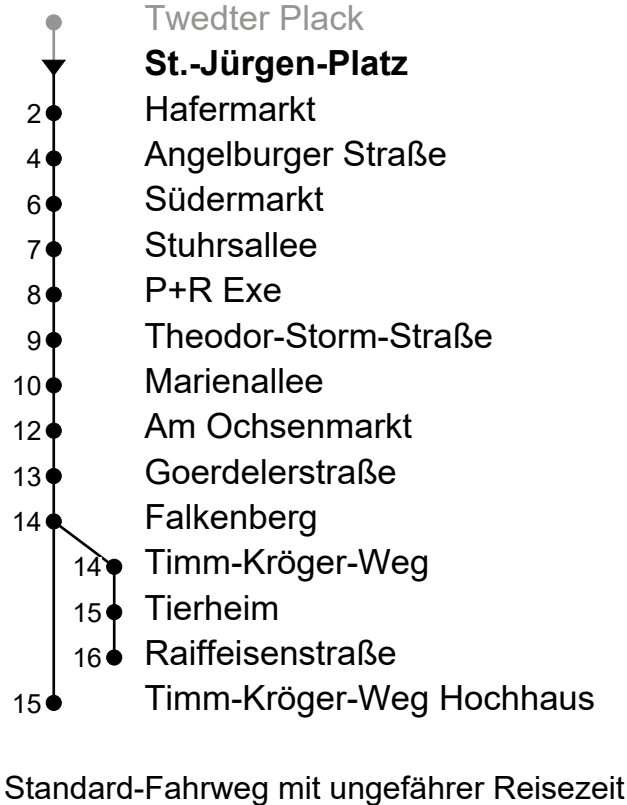 Twedter Plack
St.-Jürgen-Platz
2 Hafermarkt
4 Angelburger Straße
6 Südermarkt
7 Stuhrsallee
8 P+R Exe
9 Theodor-Storm-Straße
10 Marienallee
12 Am Ochsenmarkt
13 Goerdelerstraße
14 Falkenberg
14 Timm-Kröger-Weg
15 Tierheim
16 Raiffeisenstraße
15 Timm-Kröger-Weg Hochhaus
Standard-Fahrweg mit ungefährer Reisezeit